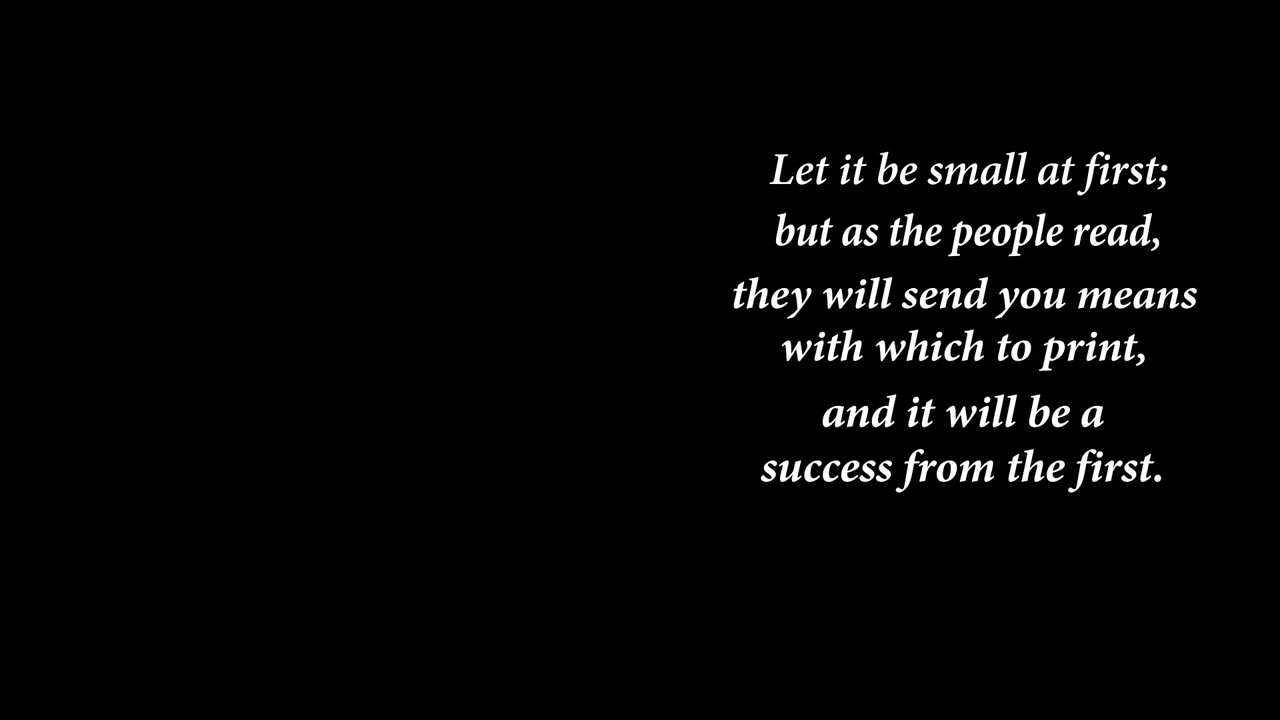 Let it be small at first;
but as the people read,
they will send you means
with which to print,
and it will be a
success from the first.